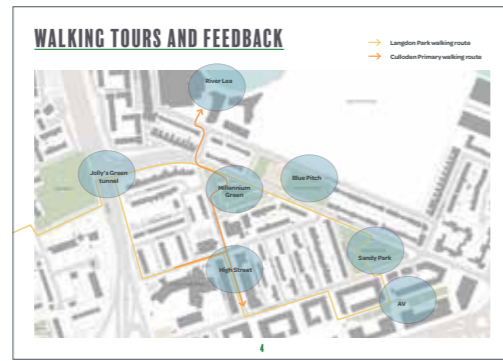 WALKING TOURS AND FEEDBACK
Langdon Park walking route
Culloden Primary walking route
River Lea
Jolly's Green
tunnel
Millennium
Green
Blue Pitch
Sandy Park
High Street
AV
4